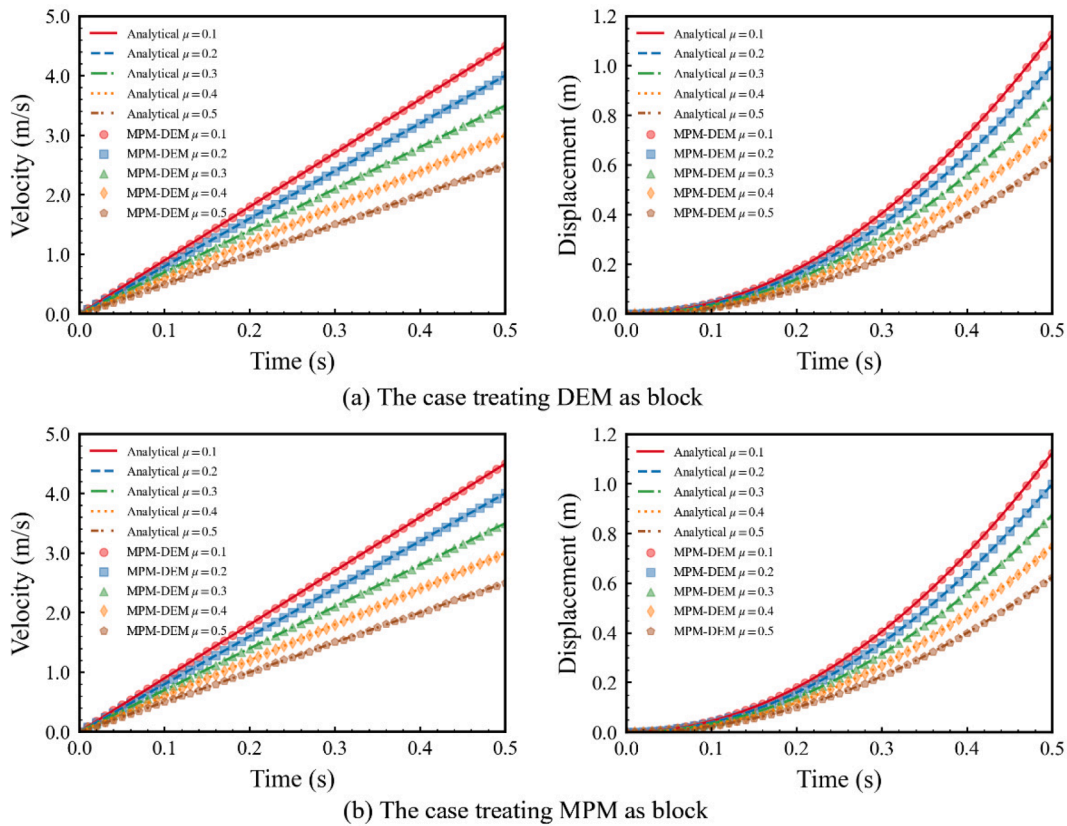 5.0
4.0
3.0
2.0
1.0
0.0
Velocity (m/s)
Analytical μ = 0.1
Analytical μ = 0.2
Analytical μ = 0.3
Analytical μ = 0.4
Analytical μ = 0.5
MPM-DEM μ = 0.1
MPM-DEM μ = 0.2
MPM-DEM μ = 0.3
MPM-DEM μ = 0.4
MPM-DEM μ = 0.5
0.0 0.1 0.2 0.3 0.4 0.5
Time (s)
1.2
1.0
0.8
0.6
0.4
0.2
0.0
Displacement (m)
Analytical μ = 0.1
Analytical μ = 0.2
Analytical μ = 0.3
Analytical μ = 0.4
Analytical μ = 0.5
MPM-DEM μ = 0.1
MPM-DEM μ = 0.2
MPM-DEM μ = 0.3
MPM-DEM μ = 0.4
MPM-DEM μ = 0.5
0.0 0.1 0.2 0.3 0.4 0.5
Time (s)
(a) The case treating DEM as block
5.0
4.0
3.0
2.0
1.0
0.0
Velocity (m/s)
Analytical μ = 0.1
Analytical μ = 0.2
Analytical μ = 0.3
Analytical μ = 0.4
Analytical μ = 0.5
MPM-DEM μ = 0.1
MPM-DEM μ = 0.2
MPM-DEM μ = 0.3
MPM-DEM μ = 0.4
MPM-DEM μ = 0.5
0.0 0.1 0.2 0.3 0.4 0.5
Time (s)
1.2
1.0
0.8
0.6
0.4
0.2
0.0
Displacement (m)
Analytical μ = 0.1
Analytical μ = 0.2
Analytical μ = 0.3
Analytical μ = 0.4
Analytical μ = 0.5
MPM-DEM μ = 0.1
MPM-DEM μ = 0.2
MPM-DEM μ = 0.3
MPM-DEM μ = 0.4
MPM-DEM μ = 0.5
0.0 0.1 0.2 0.3 0.4 0.5
Time (s)
(b) The case treating MPM as block